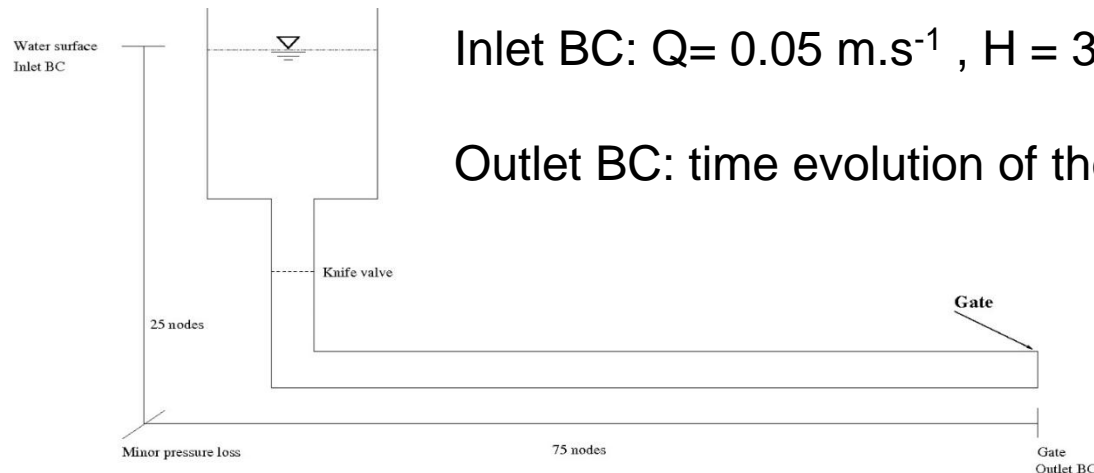 Water surface
Inlet BC
Inlet BC: Q= 0.05 m.s-1 , H = 3
Outlet BC: time evolution of the
Knife valve
Gate
25 nodes
Minor pressure loss
75 nodes
Gate
Outlet BC